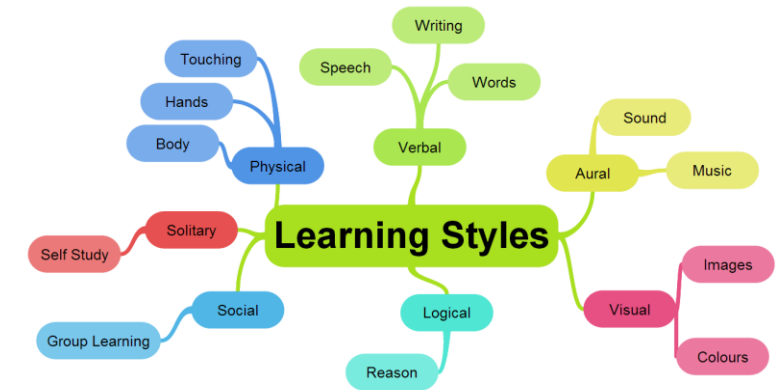 Learning Styles
Verbal
Speech
Writing
Words
Aural
Sound
Music
Visual
Images
Colours
Logical
Reason
Social
Group Learning
Solitary
Self Study
Physical
Touching
Hands
Body